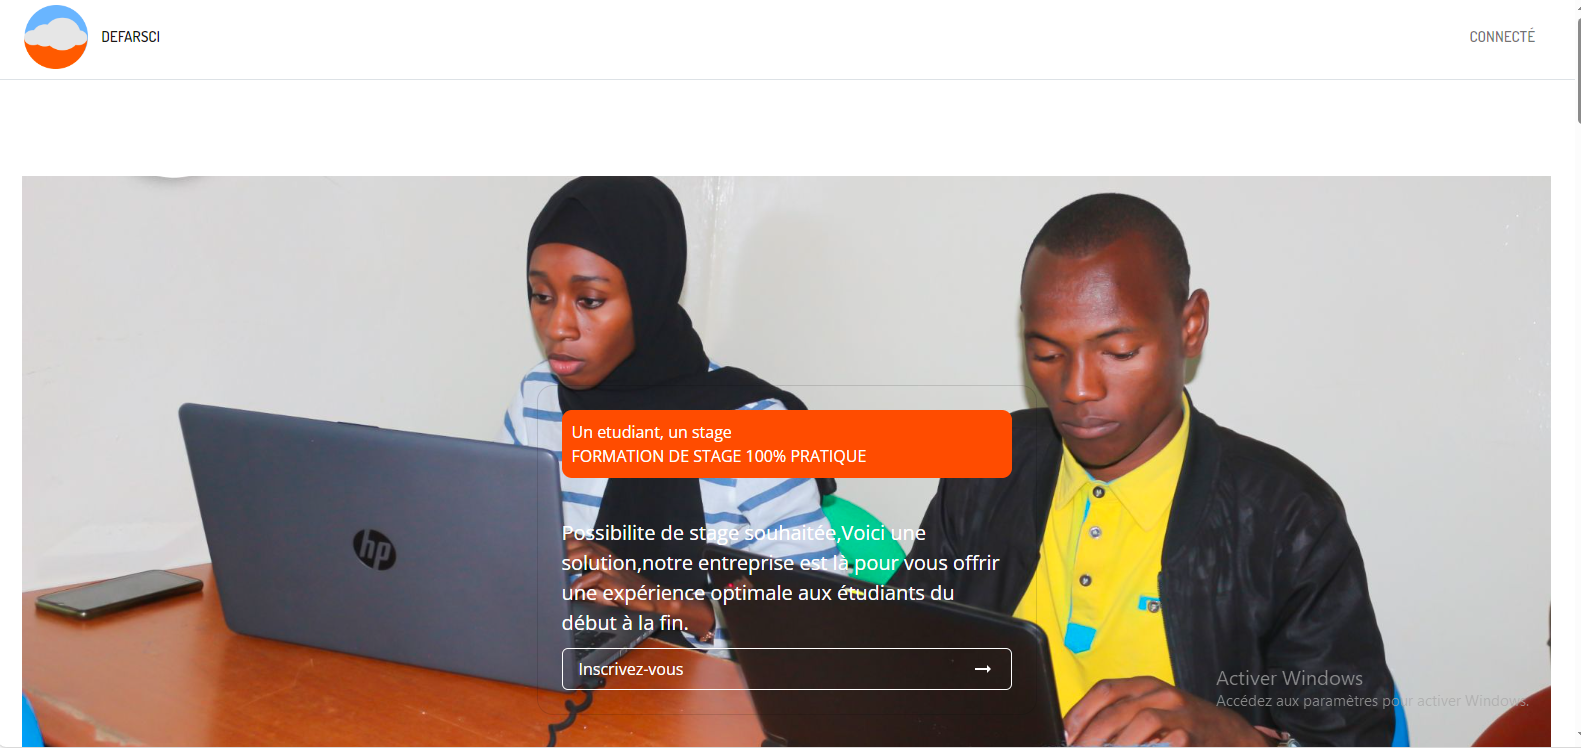 DEFARSCI
CONNECTÉ
Un etudiant, un stage
FORMATION DE STAGE 100% PRATIQUE
Possibilite de stage souhaitée,Voici une
solution,notre entreprise est là pour vous offrir
une expérience optimale aux étudiants du
début à la fin.
Inscrivez-vous
hp
Activer Windows
Accédez aux paramètres pour activer Windows.